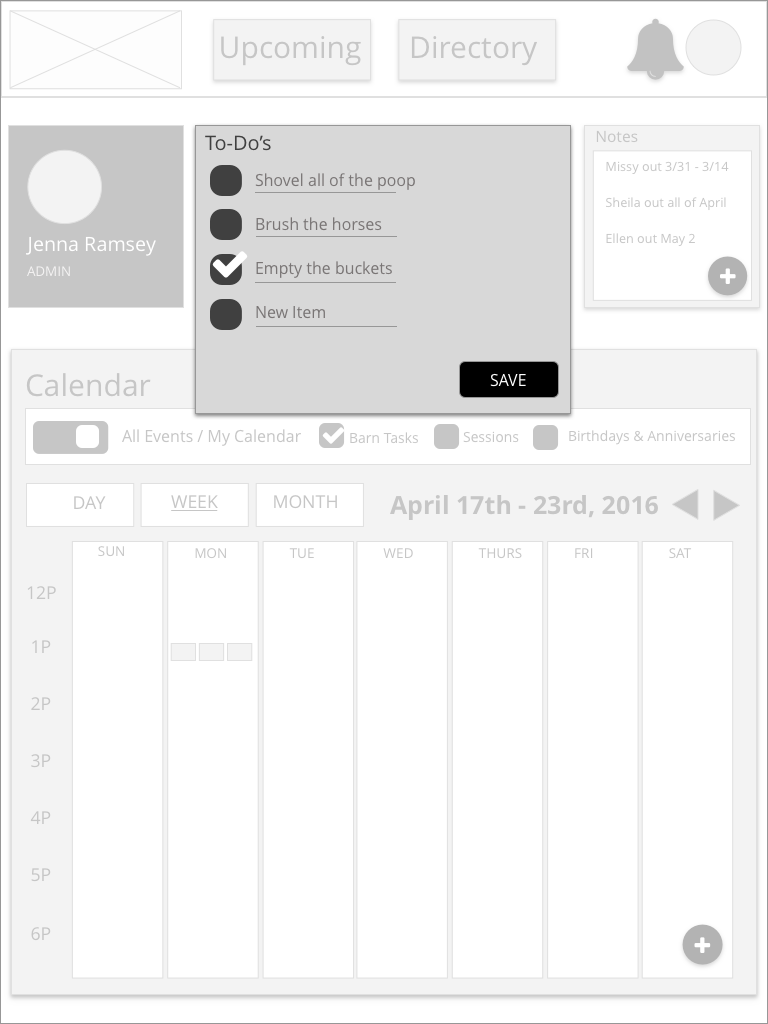 Upcoming Directory
Jenna Ramsey
ADMIN
To-Do’s
Shovel all of the poop
Brush the horses
Empty the buckets
New Item
SAVE
Notes
Missy out 3/31 - 3/14
Sheila out all of April
Ellen out May 2
Calendar
All Events / My Calendar Barn Tasks Sessions Birthdays & Anniversaries
DAY WEEK MONTH April 17th - 23rd, 2016
SUN MON TUE WED THURS FRI SAT
12P
1P
2P
3P
4P
5P
6P